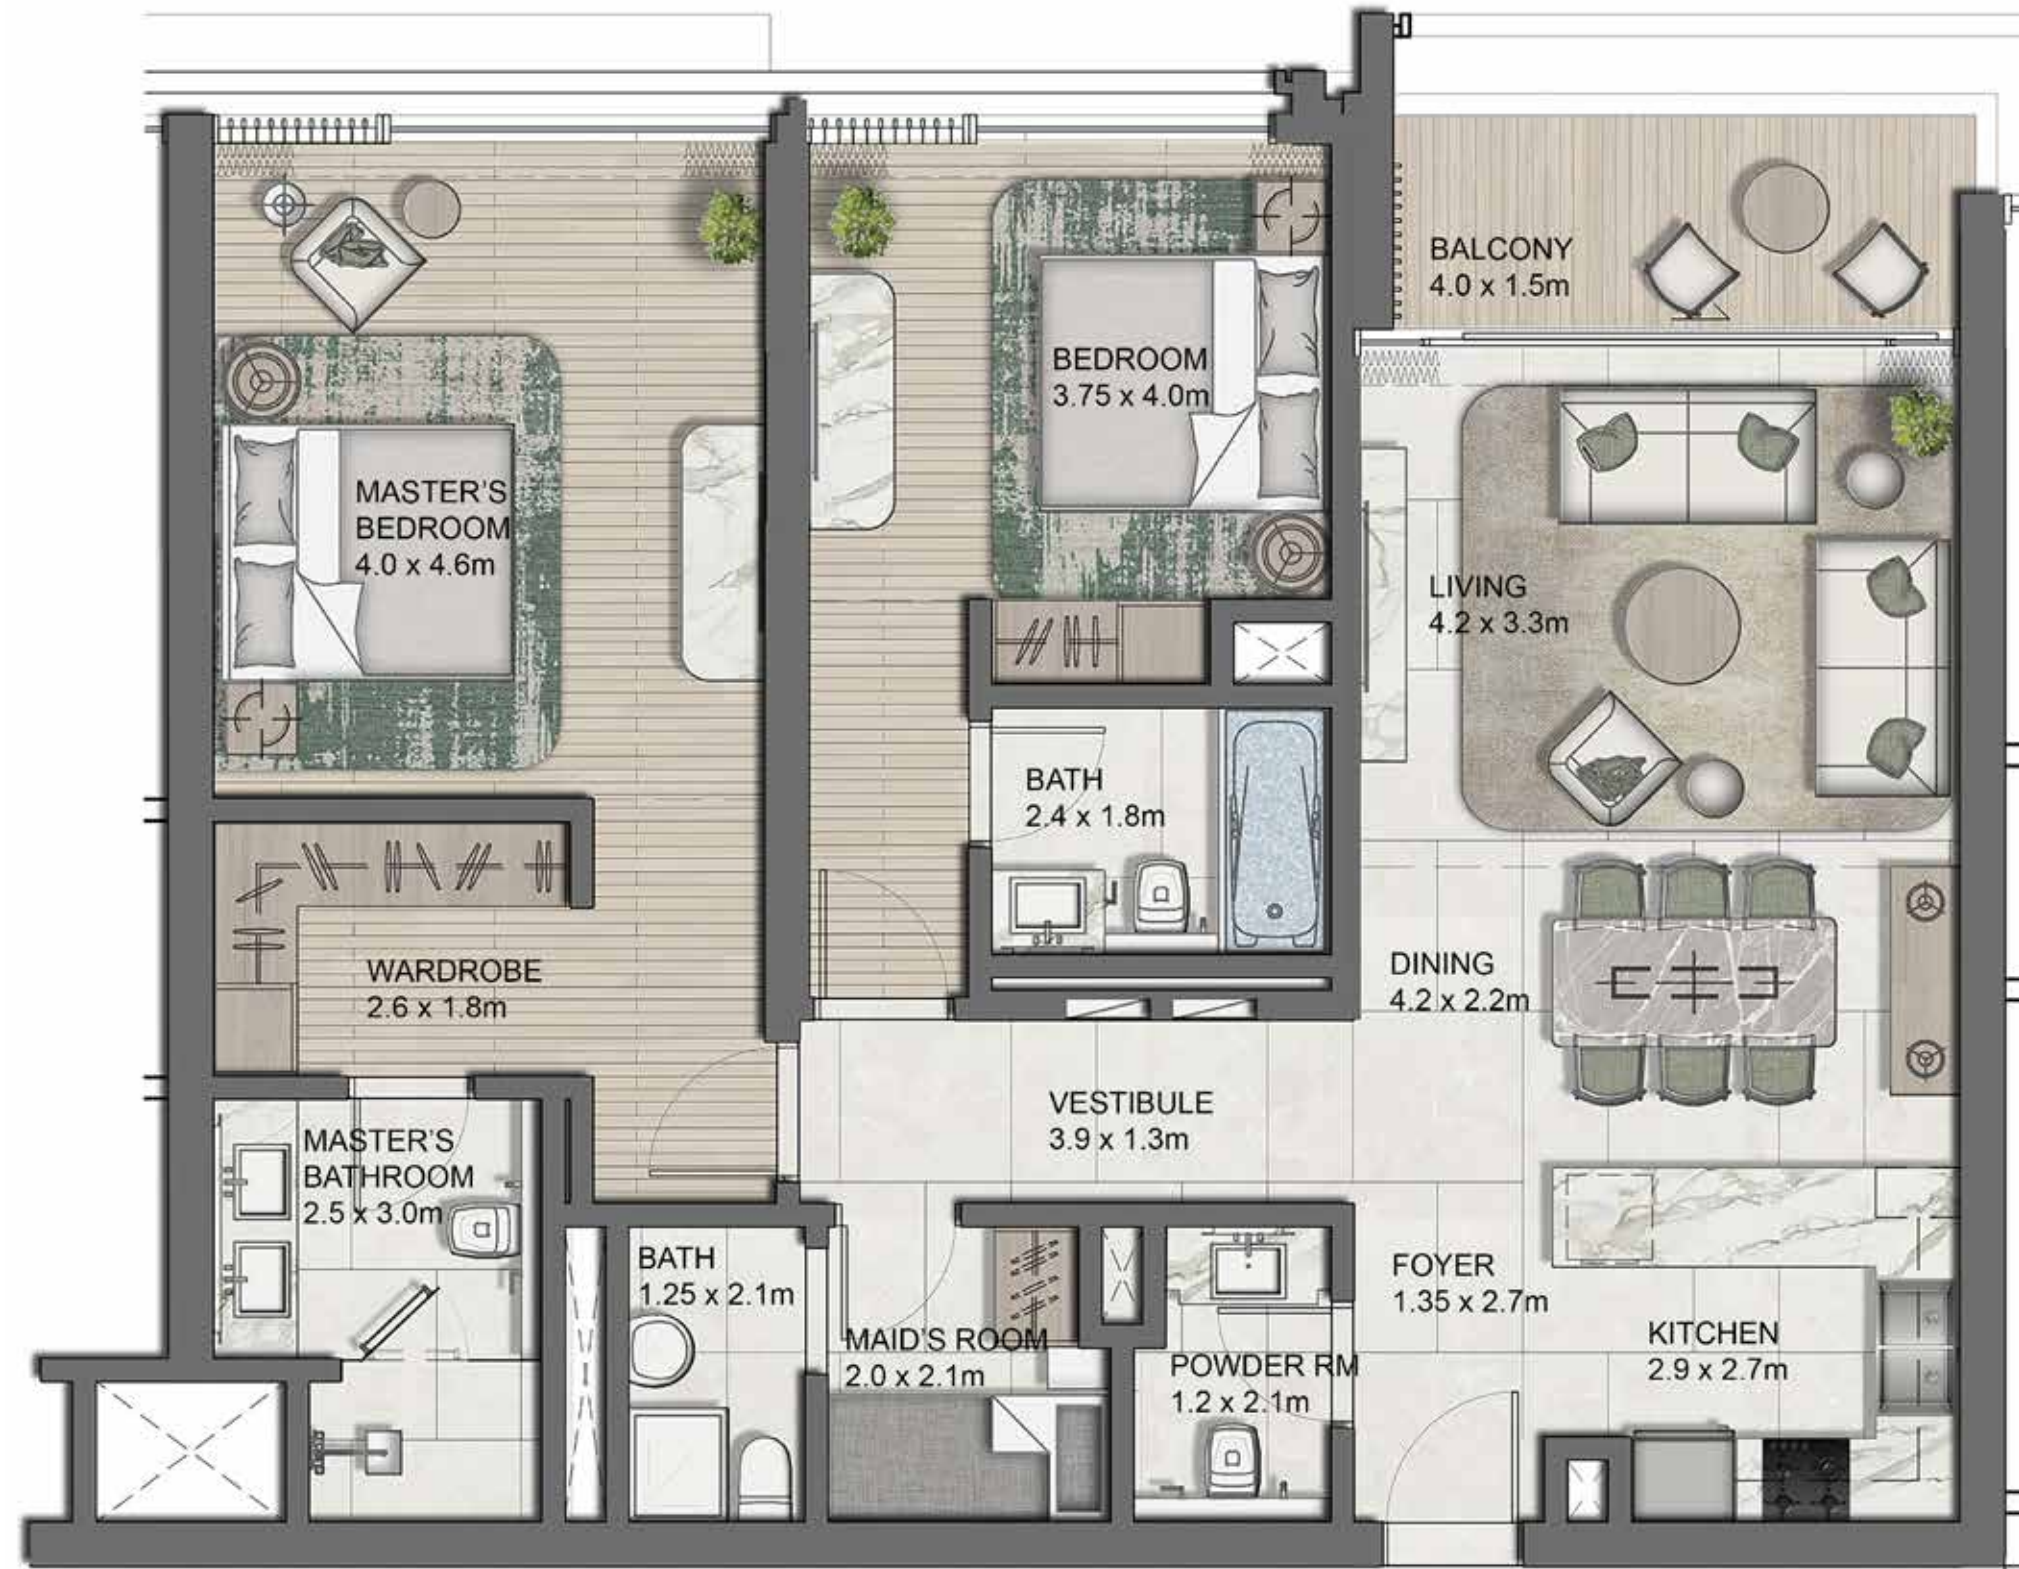 BALCONY
4.0 x 1.5m
BEDROOM
3.75 x 4.0m
MASTER'S
BEDROOM
4.0 x 4.6m
LIVING
4.2 x 3.3m
BATH
2.4 x 1.8m
WARDROBE
2.6 x 1.8m
DINING
4.2 x 2.2m
VESTIBULE
3.9 x 1.3m
MASTER'S
BATHROOM
2.5 x 3.0m
BATH
1.25 x 2.1m
FOYER
1.35 x 2.7m
MAID'S ROOM
2.0 x 2.1m
POWDER RM
1.2 x 2.1m
KITCHEN
2.9 x 2.7m